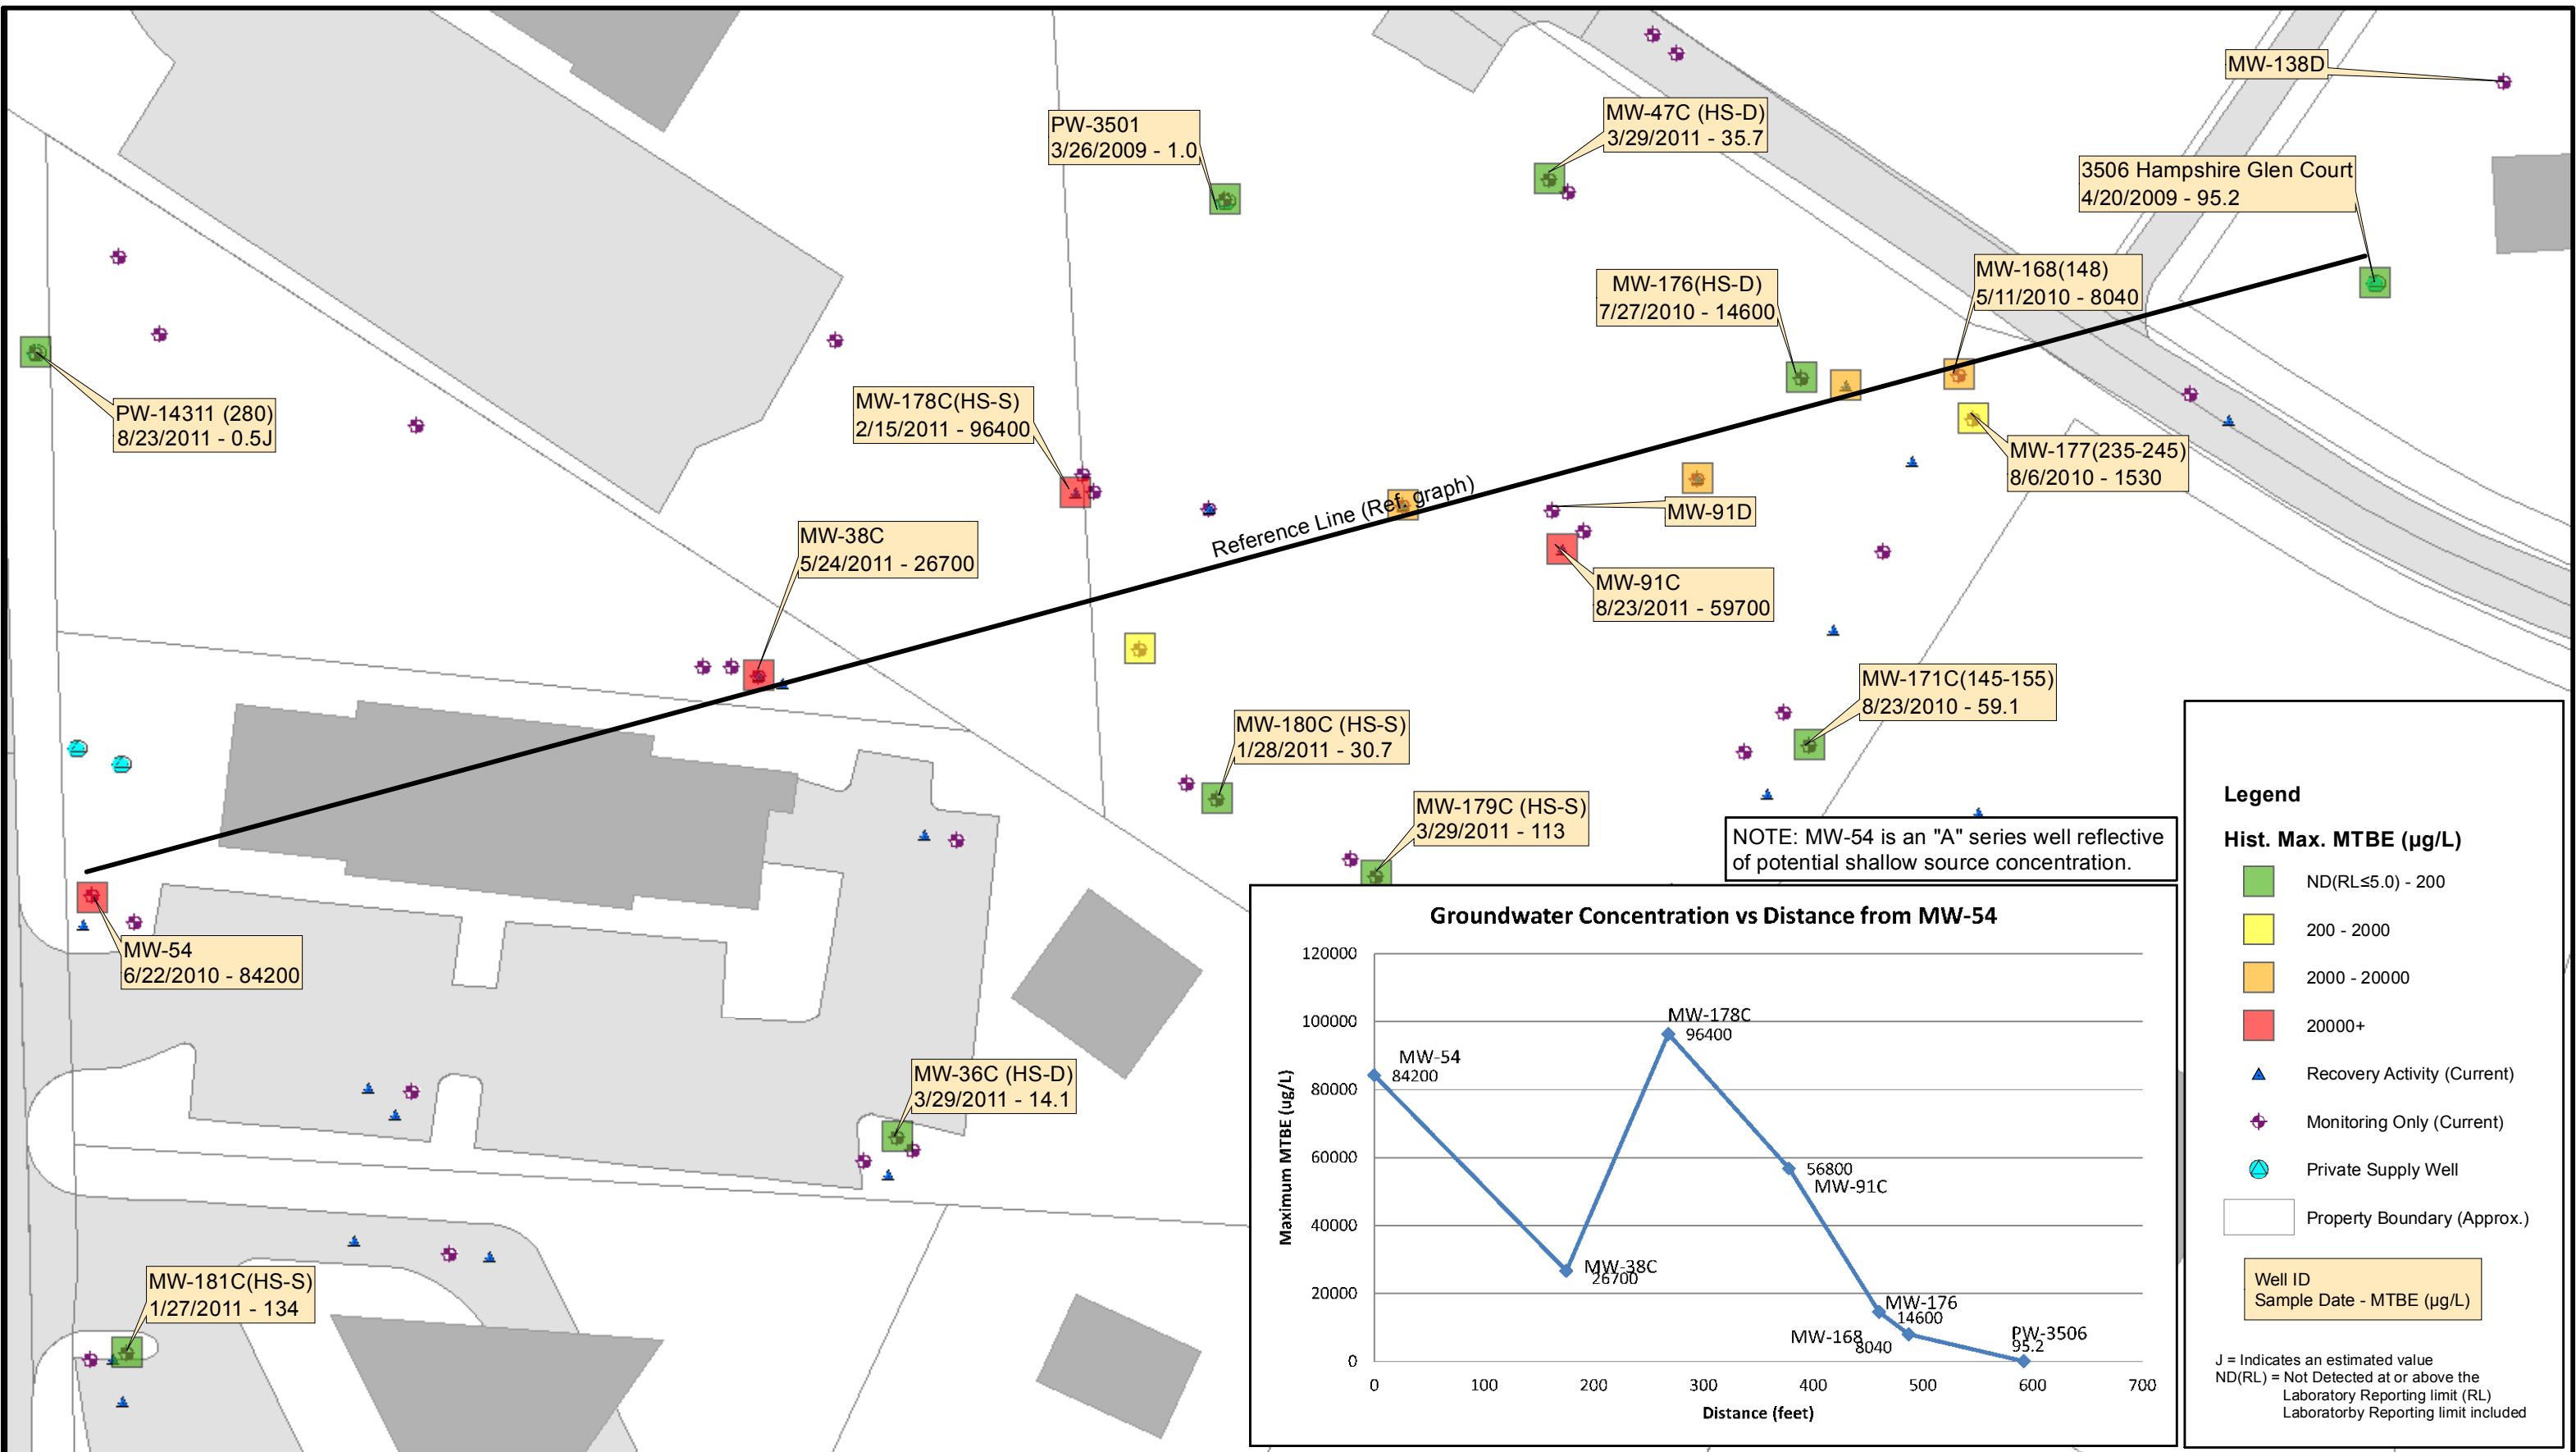 MW-138D
PW-3501
3/26/2009 - 1.0
MW-47C (HS-D)
3/29/2011 - 35.7
3506 Hampshire Glen Court
4/20/2009 - 95.2
MW-176(HS-D)
7/27/2010 - 14600
MW-168(148)
5/11/2010 - 8040
PW-14311 (280)
8/23/2011 - 0.5J
MW-178C(HS-S)
2/15/2011 - 96400
MW-177(235-245)
8/6/2010 - 1530
Reference Line (Ref. graph)
MW-91D
MW-38C
5/24/2011 - 26700
MW-91C
8/23/2011 - 59700
MW-171C(145-155)
8/23/2010 - 59.1
MW-180C (HS-S)
1/28/2011 - 30.7
MW-179C (HS-S)
3/29/2011 - 113
NOTE: MW-54 is an "A" series well reflective
of potential shallow source concentration.
MW-54
6/22/2010 - 84200
MW-36C (HS-D)
3/29/2011 - 14.1
MW-181C(HS-S)
1/27/2011 - 134
Groundwater Concentration vs Distance from MW-54
Maximum MTBE (ug/L)
120000
100000
80000
60000
40000
20000
0
MW-54
84200
MW-178C
96400
56800
MW-91C
MW-38C
26700
MW-176
14600
MW-168
8040
PW-3506
95.2
0 100 200 300 400 500 600 700
Distance (feet)
Legend
Hist. Max. MTBE (µg/L)
ND(RL≤5.0) - 200
200 - 2000
2000 - 20000
20000+
Recovery Activity (Current)
Monitoring Only (Current)
Private Supply Well
Property Boundary (Approx.)
Well ID
Sample Date - MTBE (µg/L)
J = Indicates an estimated value
ND(RL) = Not Detected at or above the
Laboratory Reporting limit (RL)
Laboratorby Reporting limit included